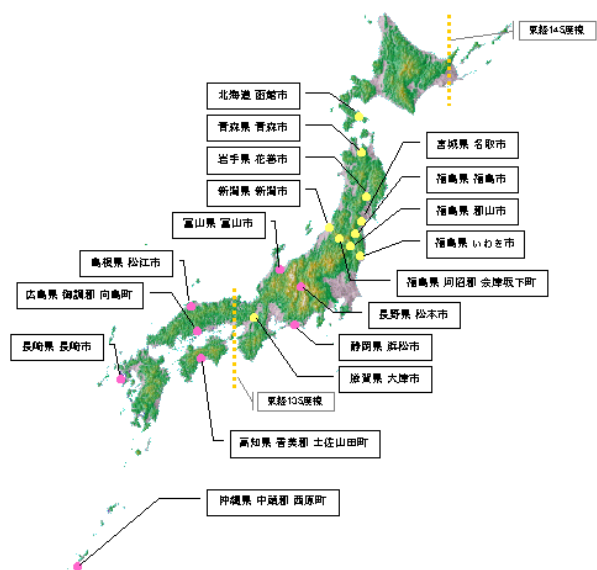 東経145度線
北海道 函館市
青森県 青森市
宮城県 名取市
岩手県 花巻市
福島県 福島市
新潟県 新潟市
福島県 郡山市
富山県 富山市
福島県 いわき市
島根県 松江市
福島県 河沼郡 会津坂下町
広島県 御調郡 向島町
長野県 松本市
長崎県 長崎市
静岡県 浜松市
滋賀県 大津市
東経135度線
高知県 香美郡 土佐山田町
沖縄県 中頭郡 西原町